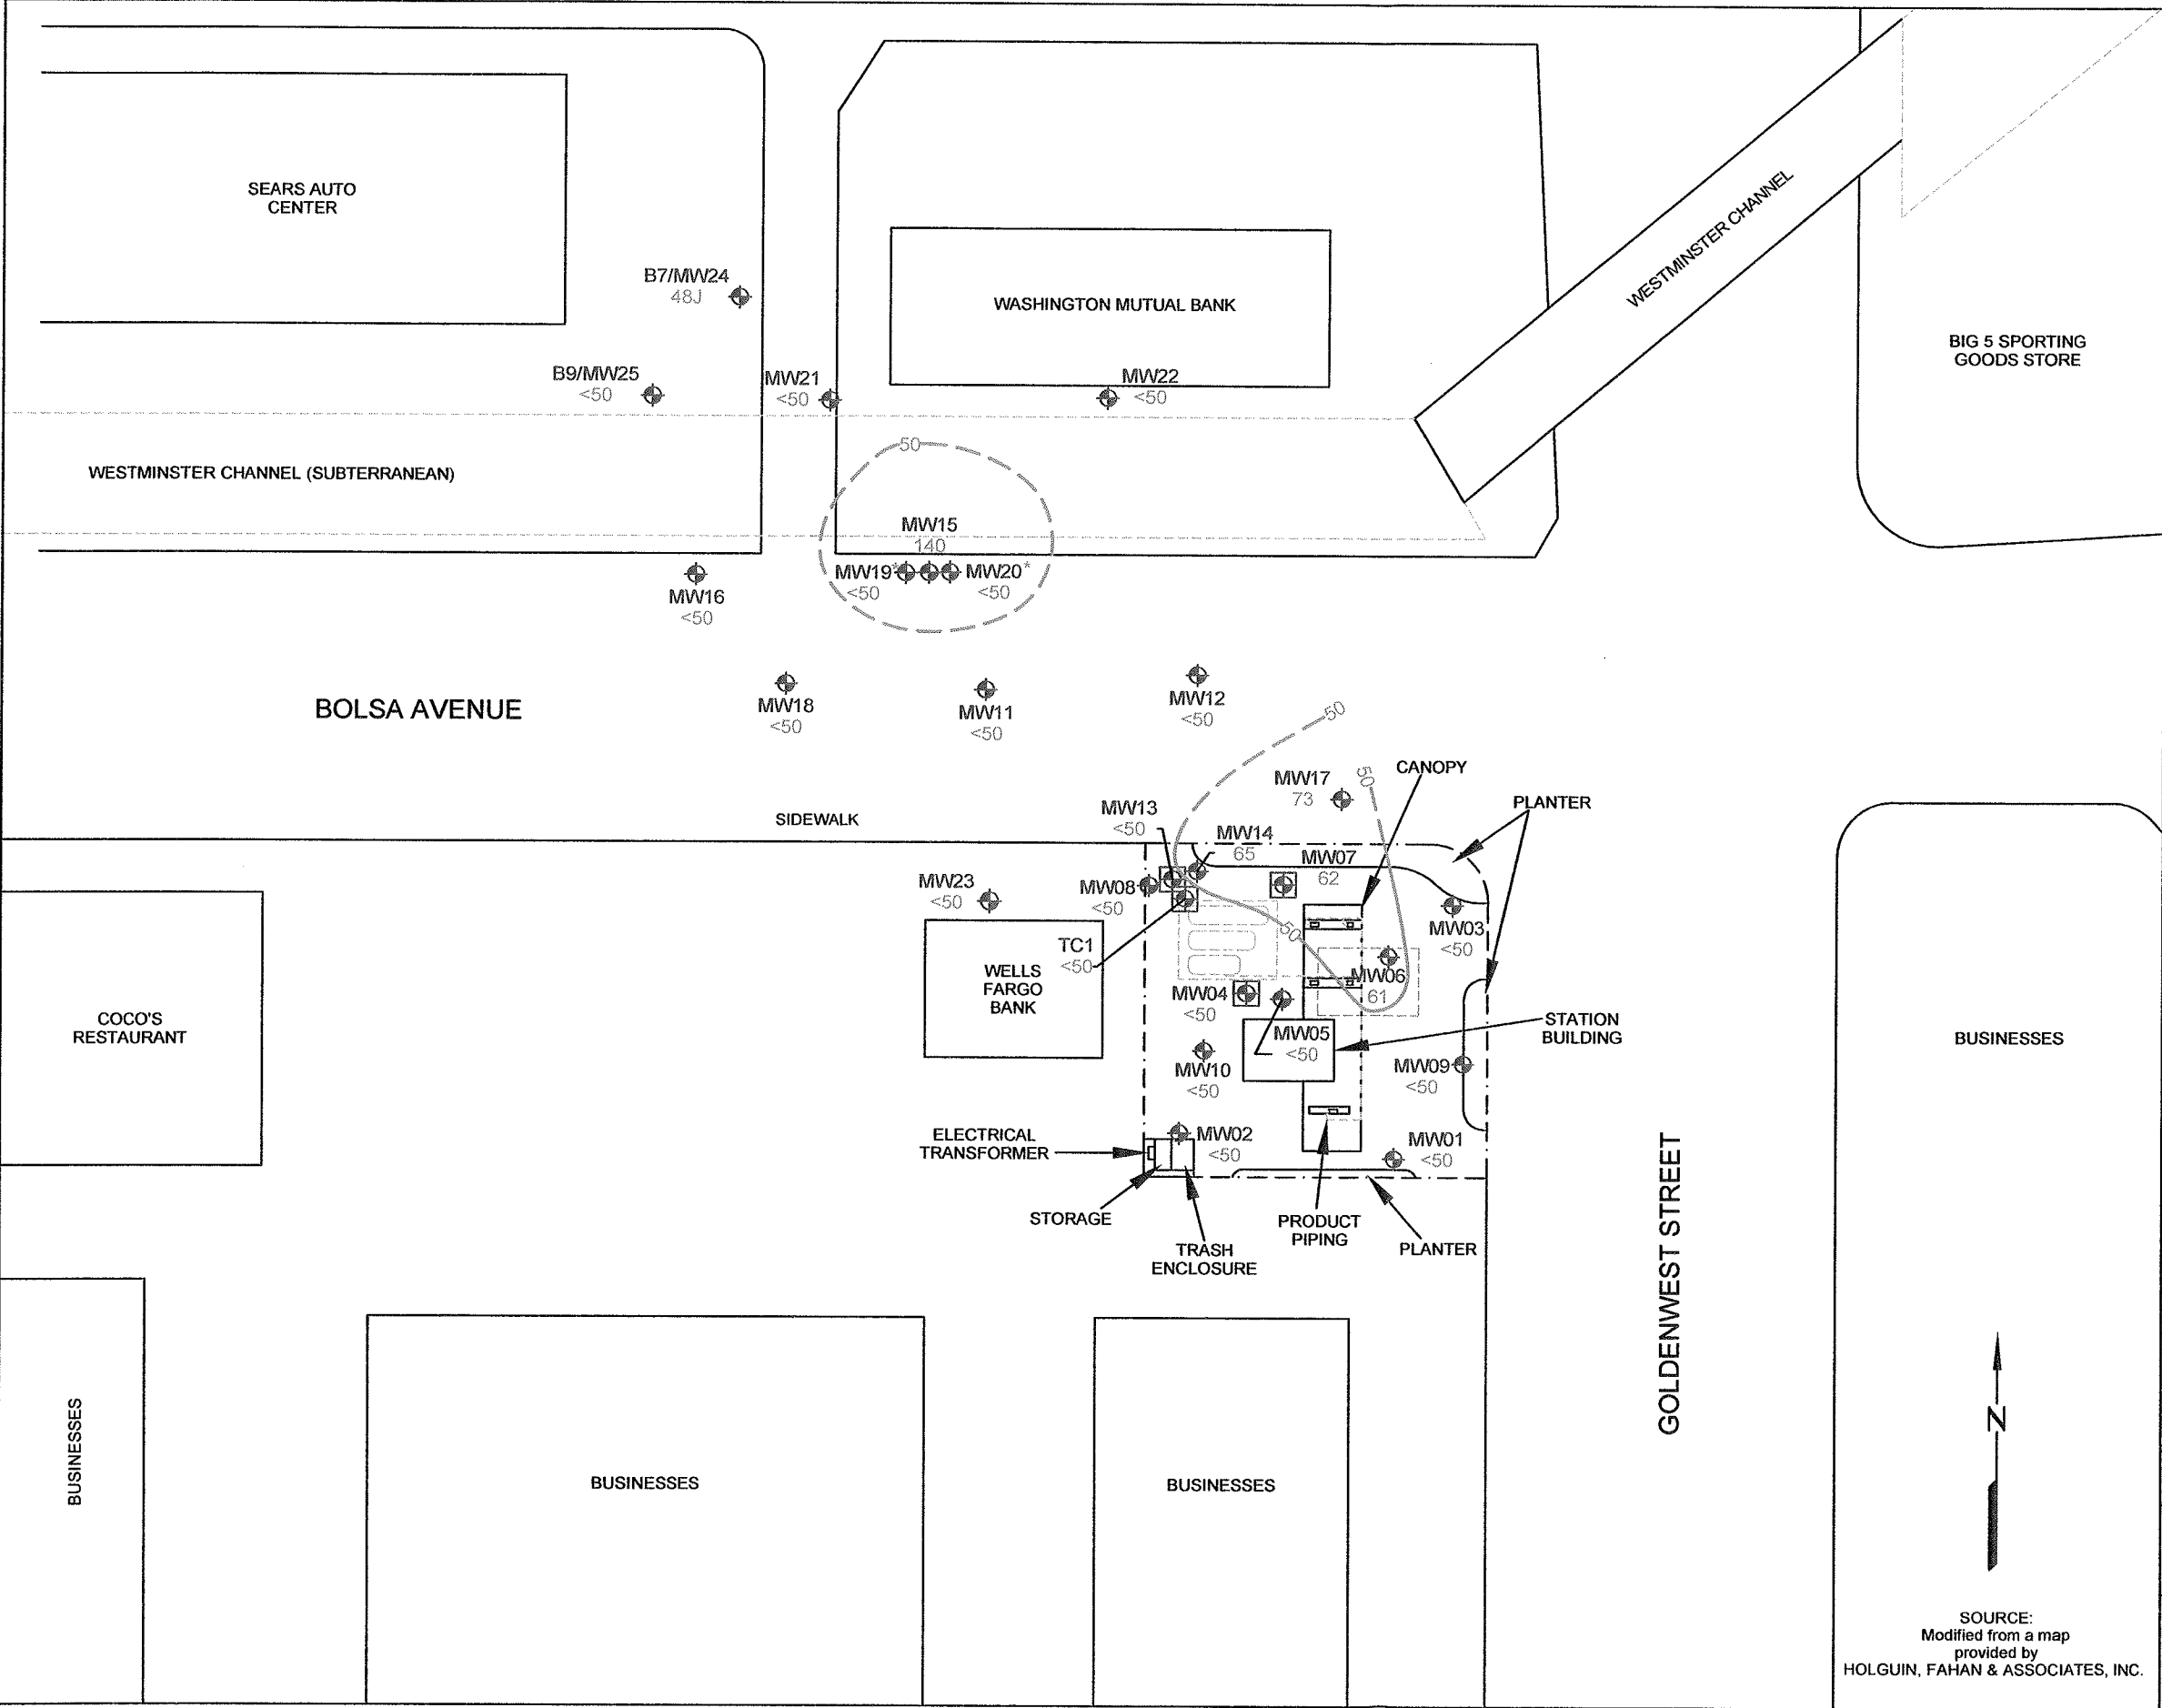 SEARS AUTO
CENTER
B7/MW24
48J
WASHINGTON MUTUAL BANK
WESTMINSTER CHANNEL
BIG 5 SPORTING
GOODS STORE
B9/MW25
<50
MW21
<50
MW22
<50
50
WESTMINSTER CHANNEL (SUBTERRANEAN)
MW15
140
MW19*
<50
MW20*
<50
MW16
<50
BOLSA AVENUE
MW18
<50
MW11
<50
MW12
<50
50
MW17
73
50
CANOPY
PLANTER
SIDEWALK
MW13
<50
MW14
65
MW07
62
MW23
<50
MW08
<50
MW03
<50
50
TC1
<50
WELLS
FARGO
BANK
MW06
61
MW04
<50
MW05
<50
STATION
BUILDING
COCO'S
RESTAURANT
BUSINESSES
MW10
<50
MW09
<50
ELECTRICAL
TRANSFORMER
MW02
<50
MW01
<50
STORAGE
TRASH
ENCLOSURE
PRODUCT
PIPING
PLANTER
GOLDENWEST STREET
BUSINESSES
BUSINESSES
BUSINESSES
N
SOURCE:
Modified from a map
provided by
HOLGUIN, FAHAN & ASSOCIATES, INC.